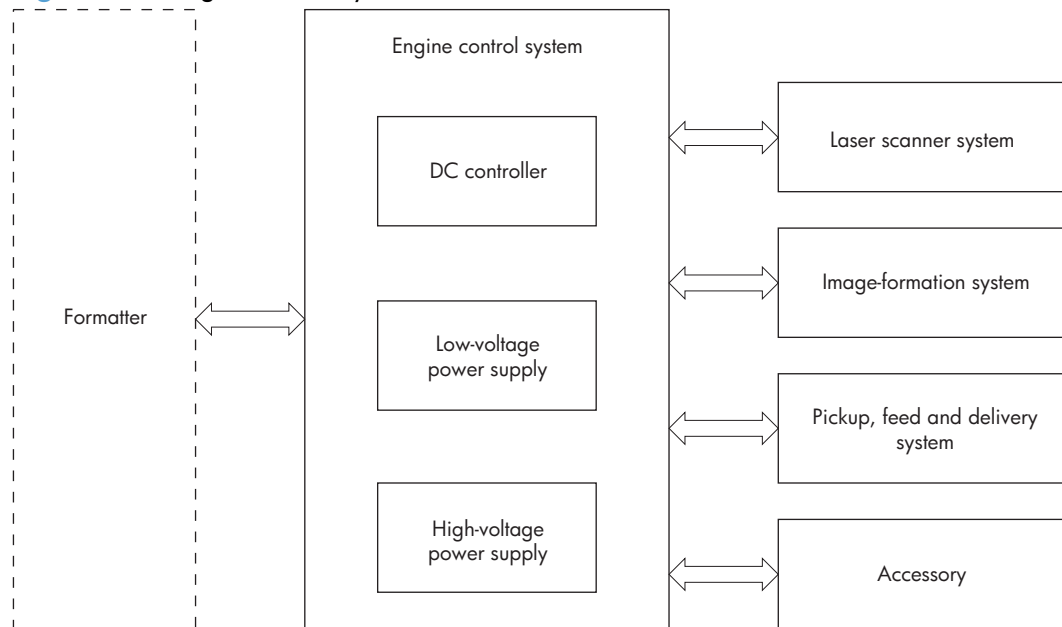 Engine control system
DC controller
Laser scanner system
Image-formation system
Formatter
Low-voltage
power supply
Pickup, feed and delivery
system
High-voltage
power supply
Accessory